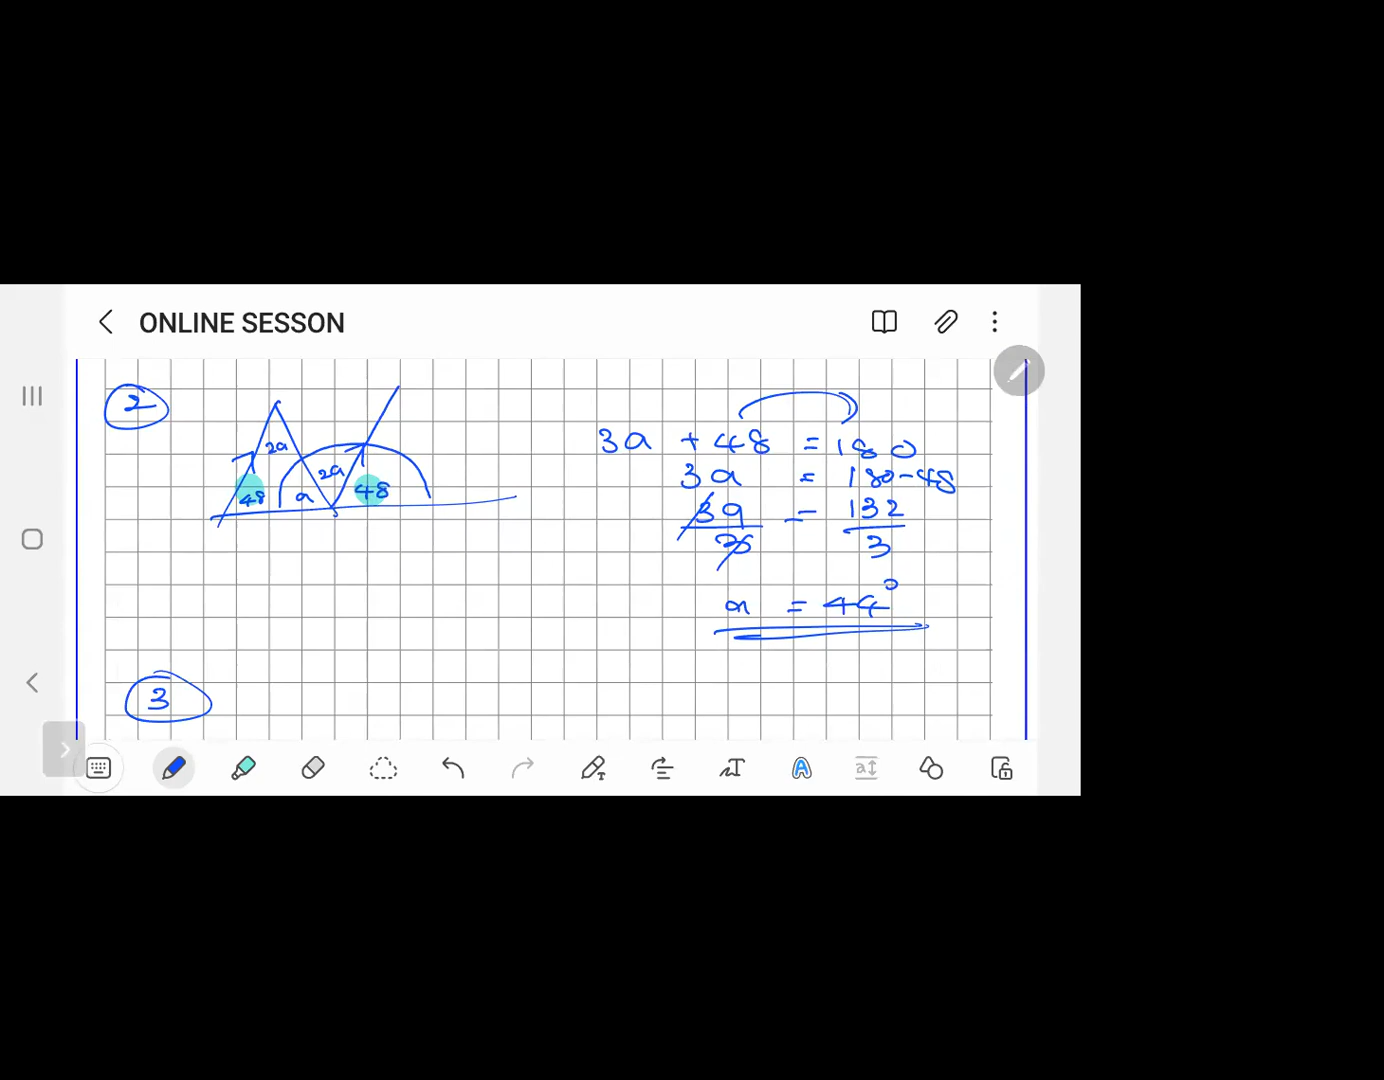 ONLINE SESSON
2
2a
2a
48
a
48
3a + 48 = 180
3a = 180-48
3a = 132
3 3
a = 44°
3